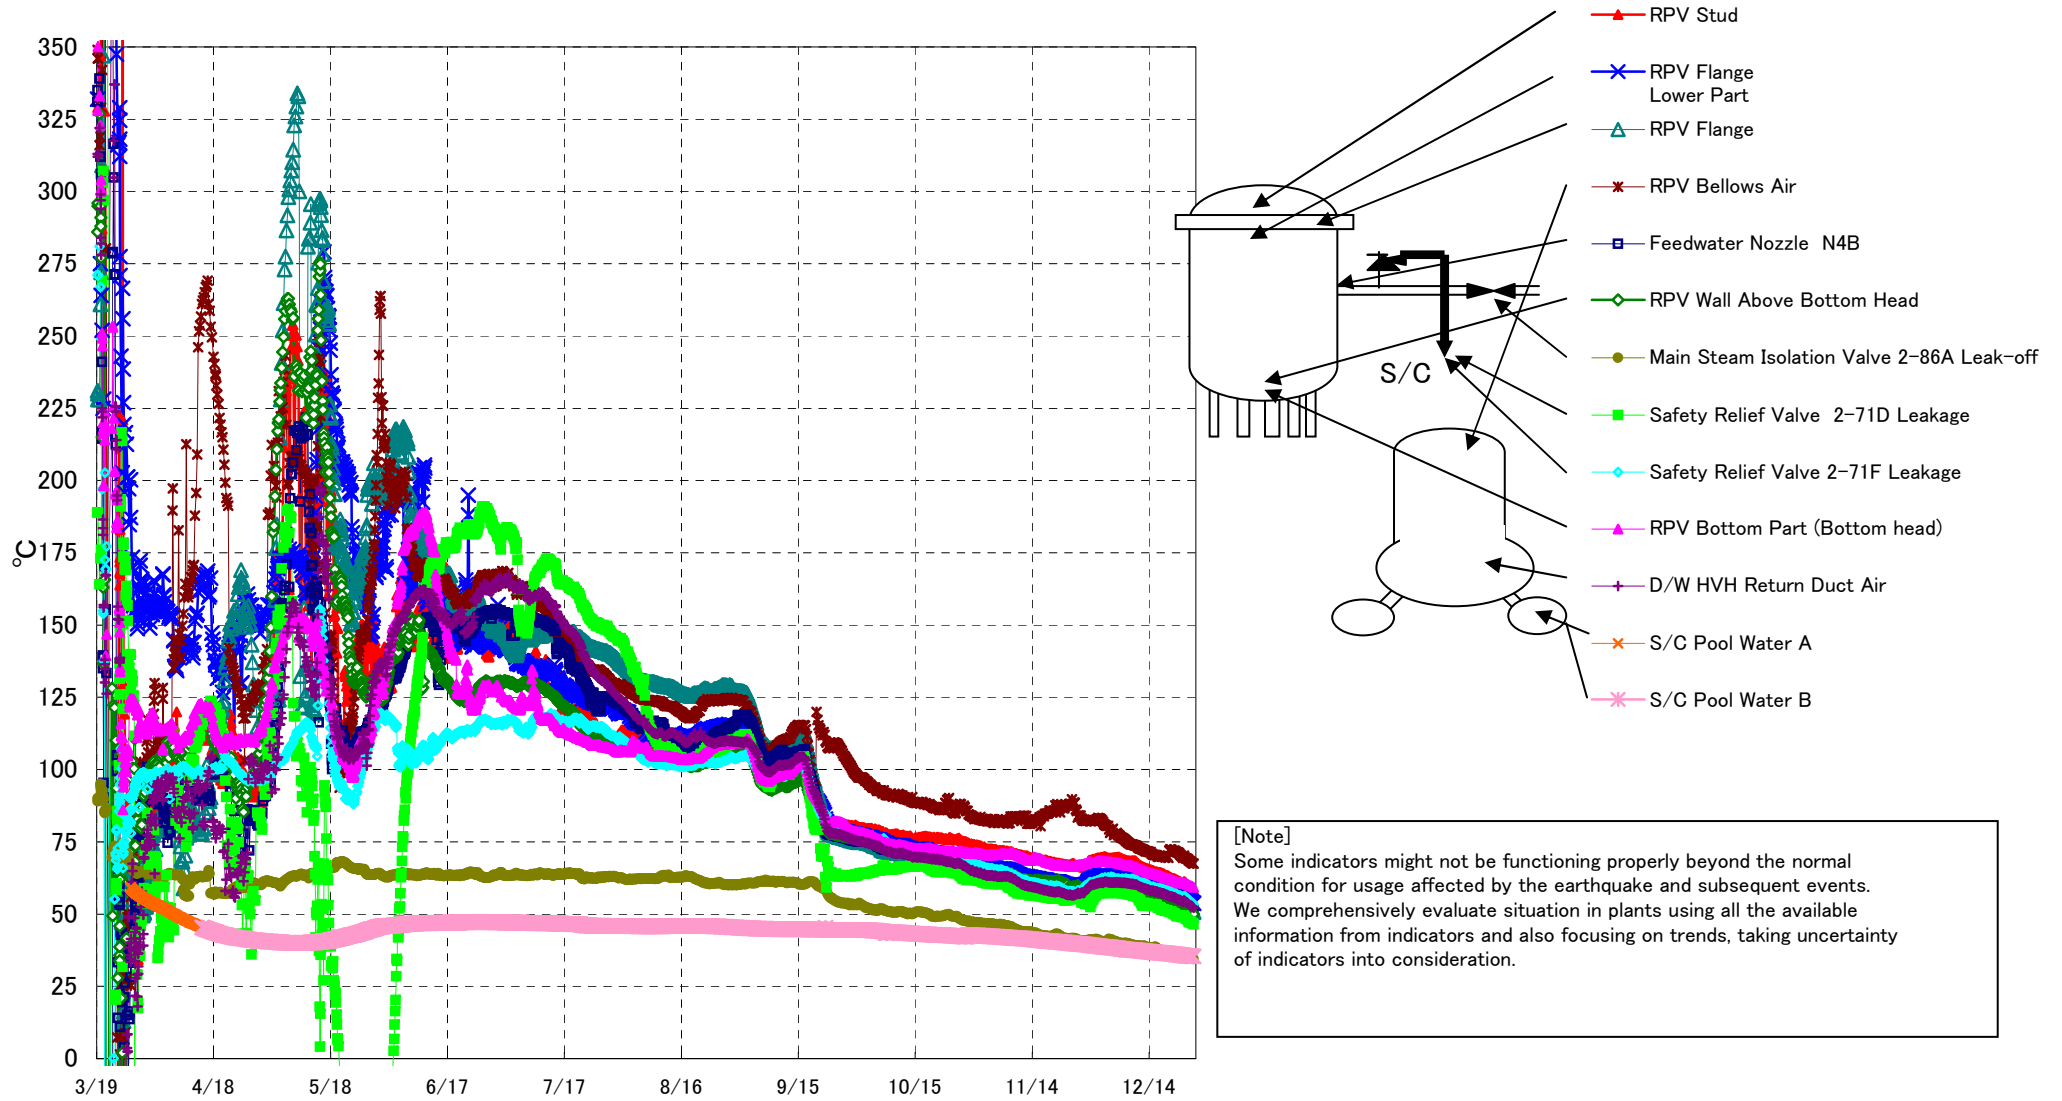 350
325
300
275
250
225
200
175
150
125
100
75
50
25
0
℃
3/19 4/18 5/18 6/17 7/17 8/16 9/15 10/15 11/14 12/14
RPV Stud
RPV Flange
Lower Part
RPV Flange
RPV Bellows Air
Feedwater Nozzle N4B
RPV Wall Above Bottom Head
Main Steam Isolation Valve 2-86A Leak-off
Safety Relief Valve 2-71D Leakage
Safety Relief Valve 2-71F Leakage
RPV Bottom Part (Bottom head)
D/W HVH Return Duct Air
S/C Pool Water A
S/C Pool Water B
S/C
[Note]
Some indicators might not be functioning properly beyond the normal
condition for usage affected by the earthquake and subsequent events.
We comprehensively evaluate situation in plants using all the available
information from indicators and also focusing on trends, taking uncertainty
of indicators into consideration.